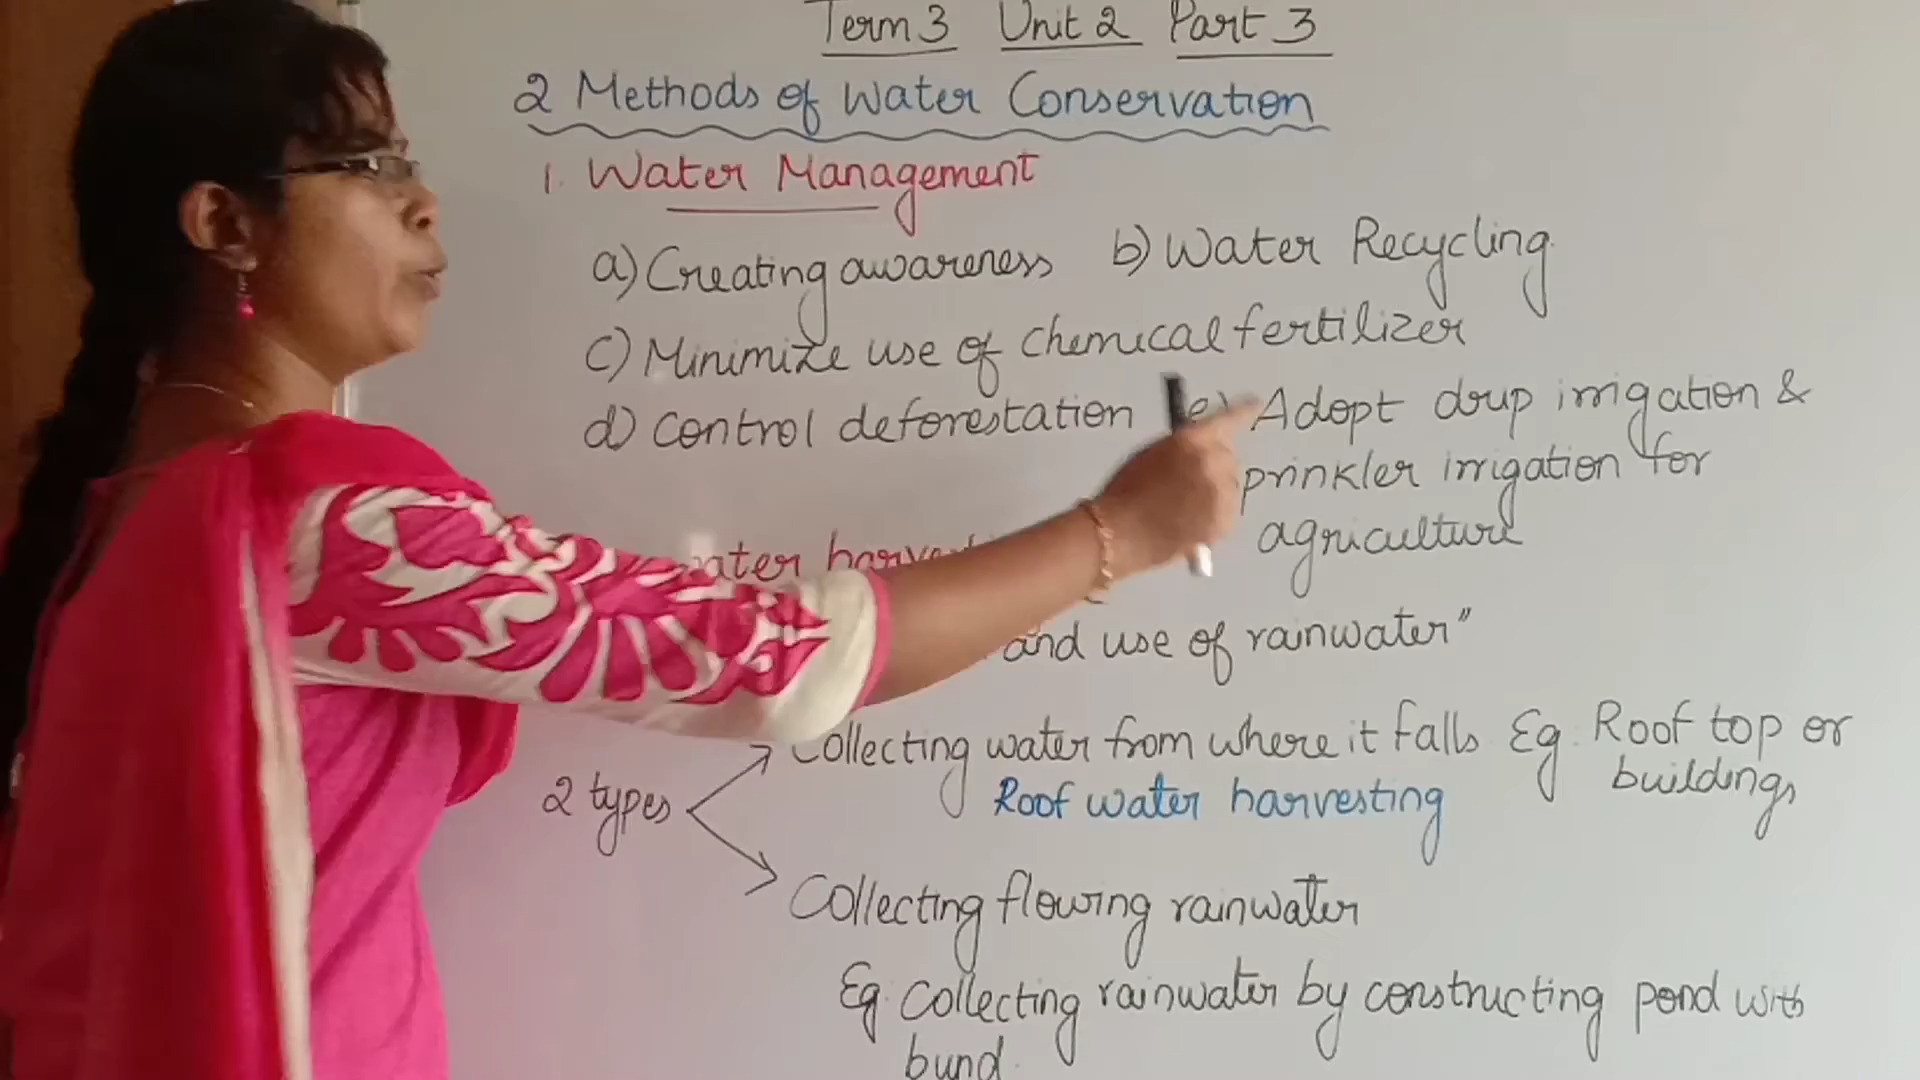 Term 3 Unit 2 Part 3
2 Methods of Water Conservation
1. Water Management
a) Creating awareness b) Water Recycling
c) Minimize use of chemical fertilizer
d) control deforestation e) Adopt drip irrigation &
prinkler irrigation for
agriculture
ater harve
and use of rainwater"
2 types
Collecting water from where it falls Eg. Roof top or
buildings
Roof water harvesting
Collecting flowing rainwater
Eg. Collecting rainwater by constructing pond with
bund.